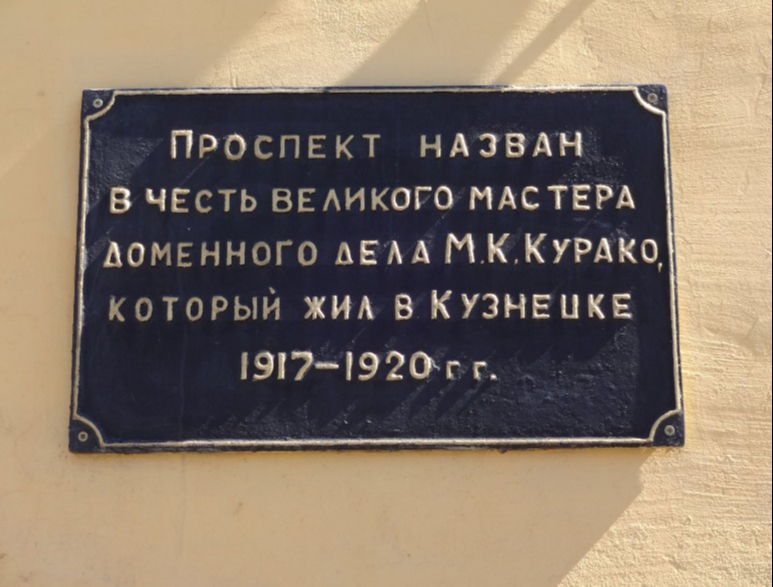 Проспект назван
в честь великого мастера
доменного дела М.К.Курако,
который жил в Кузнецке
1917-1920 гг.